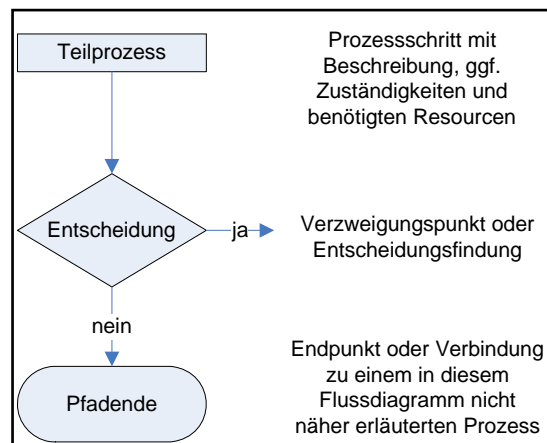 Teilprozess
Prozessschritt mit
Beschreibung, ggf.
Zuständigkeiten und
benötigten Resourcen
Entscheidung
ja
Verzweigungspunkt oder
Entscheidungsfindung
nein
Pfadende
Endpunkt oder Verbindung
zu einem in diesem
Flussdiagramm nicht
näher erläuterten Prozess